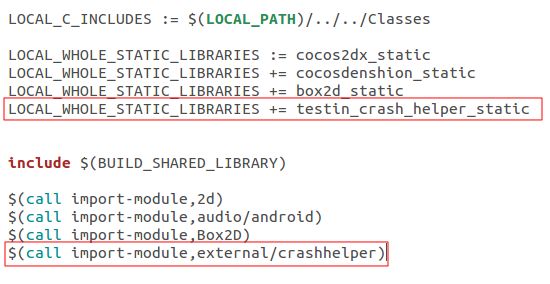 LOCAL_C_INCLUDES := $(LOCAL_PATH)/../../Classes
LOCAL_WHOLE_STATIC_LIBRARIES := cocos2dx_static
LOCAL_WHOLE_STATIC_LIBRARIES += cocosdenshion_static
LOCAL_WHOLE_STATIC_LIBRARIES += box2d_static
LOCAL_WHOLE_STATIC_LIBRARIES += testin_crash_helper_static
include $(BUILD_SHARED_LIBRARY)
$(call import-module,2d)
$(call import-module,audio/android)
$(call import-module,Box2D)
$(call import-module,external/crashhelper)